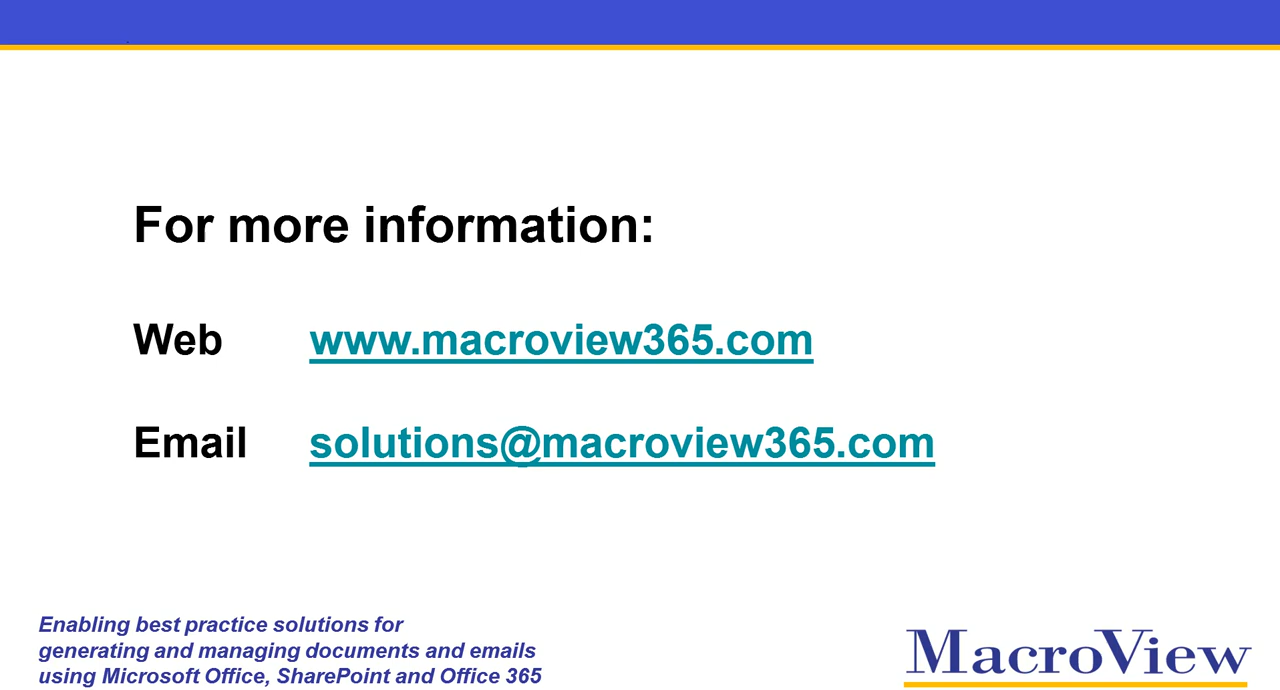 For more information:
Web www.macroview365.com
Email solutions@macroview365.com
Enabling best practice solutions for
generating and managing documents and emails
using Microsoft Office, SharePoint and Office 365
MacroView